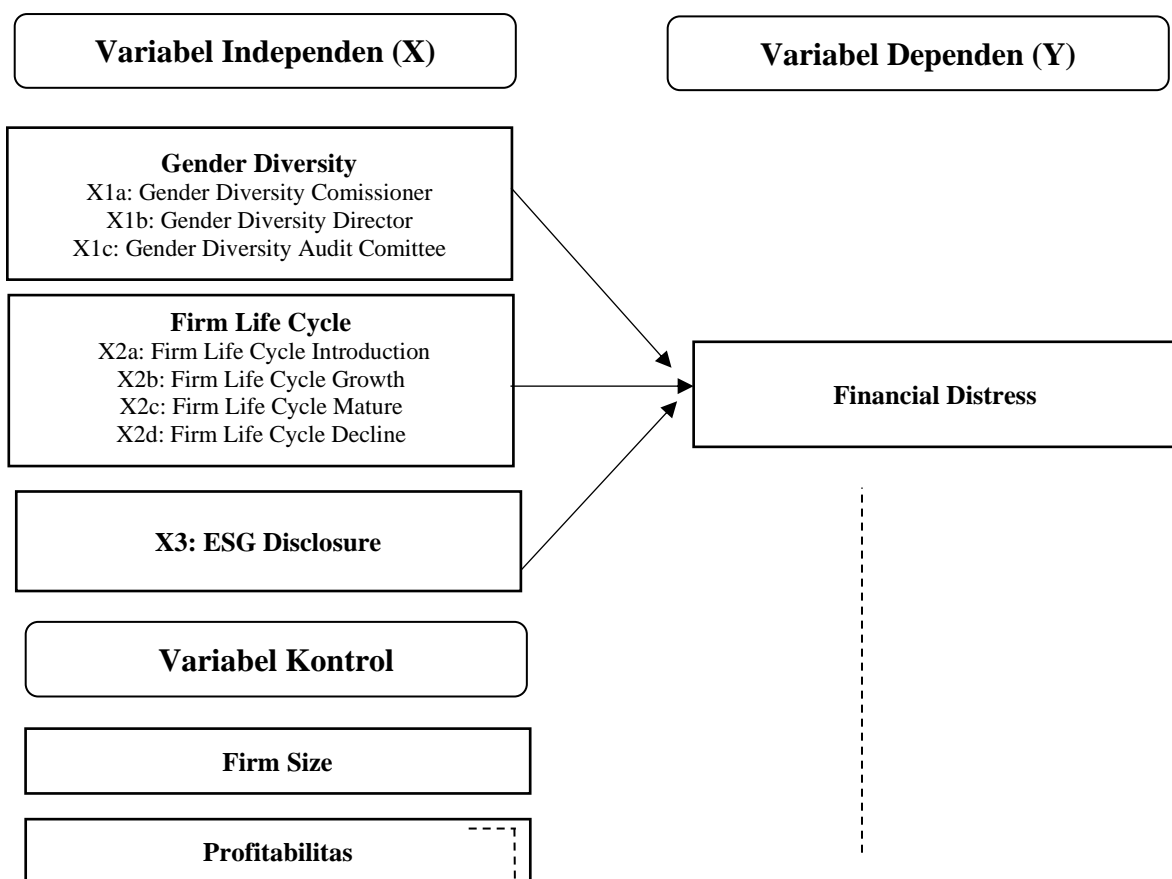 Variabel Independen (X)
Variabel Dependen (Y)
Gender Diversity
X1a: Gender Diversity Comissioner
X1b: Gender Diversity Director
X1c: Gender Diversity Audit Comittee
Firm Life Cycle
X2a: Firm Life Cycle Introduction
X2b: Firm Life Cycle Growth
X2c: Firm Life Cycle Mature
X2d: Firm Life Cycle Decline
Financial Distress
X3: ESG Disclosure
Variabel Kontrol
Firm Size
Profitabilitas